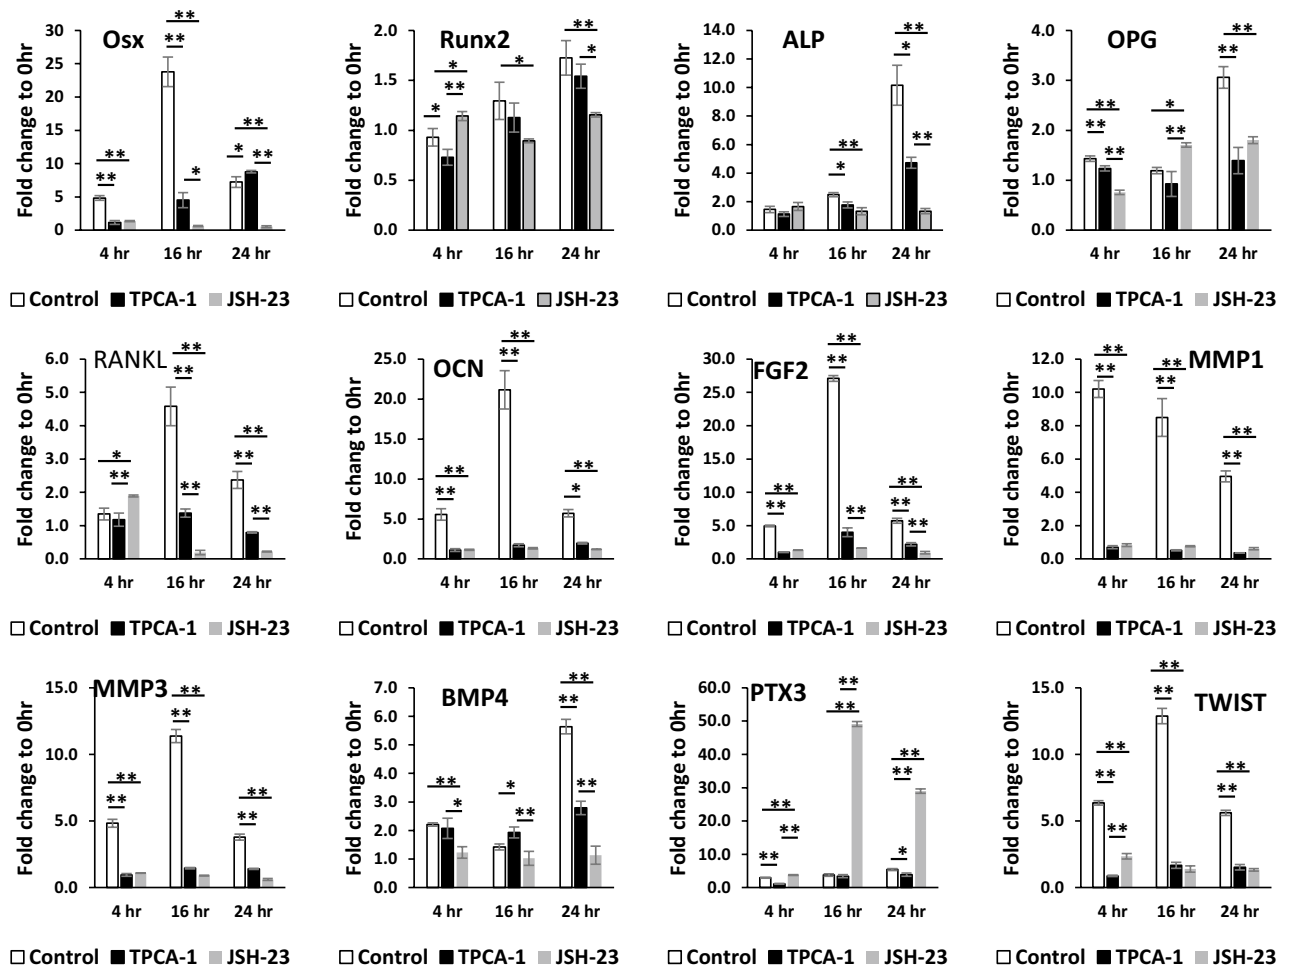 Osx
Fold change to 0hr
30
25
20
15
10
5
0
** ** ** ** ** * * ** **
4 hr 16 hr 24 hr
Control TPCA-1 JSH-23
Runx2
Fold change to 0hr
2.0
1.5
1.0
0.5
0.0
* ** * * ** *
4 hr 16 hr 24 hr
Control TPCA-1 JSH-23
ALP
Fold change to 0hr
14.0
12.0
10.0
8.0
6.0
4.0
2.0
0.0
** * ** * **
4 hr 16 hr 24 hr
Control TPCA-1 JSH-23
OPG
Fold change to 0hr
4.0
3.0
2.0
1.0
0.0
** ** ** * ** ** **
4 hr 16 hr 24 hr
Control TPCA-1 JSH-23
RANKL
Fold change to 0hr
6.0
5.0
4.0
3.0
2.0
1.0
0.0
* ** ** ** ** ** ** **
4 hr 16 hr 24 hr
Control TPCA-1 JSH-23
OCN
Fold chang to 0hr
25.0
20.0
15.0
10.0
5.0
0.0
** ** ** ** ** *
4 hr 16 hr 24 hr
Control TPCA-1 JSH-23
FGF2
Fold change to 0hr
30.0
25.0
20.0
15.0
10.0
5.0
0.0
** ** ** ** ** ** ** **
4 hr 16 hr 24 hr
Control TPCA-1 JSH-23
MMP1
Fold change to 0hr
12.0
10.0
8.0
6.0
4.0
2.0
0.0
** ** ** ** ** **
4 hr 16 hr 24 hr
Control TPCA-1 JSH-23
MMP3
Fold change to 0hr
15.0
10.0
5.0
0.0
** ** ** ** ** **
4 hr 16 hr 24 hr
Control TPCA-1 JSH-23
BMP4
Fold change to 0hr
7.0
6.0
5.0
4.0
3.0
2.0
1.0
0.0
** * * ** ** ** **
4 hr 16 hr 24 hr
Control TPCA-1 JSH-23
PTX3
Fold change to 0hr
60.0
50.0
40.0
30.0
20.0
10.0
0.0
** ** ** ** ** ** ** *
4 hr 16 hr 24 hr
Control TPCA-1 JSH-23
TWIST
Fold change to 0hr
15.0
10.0
5.0
0.0
** ** ** ** ** ** **
4 hr 16 hr 24 hr
Control TPCA-1 JSH-23